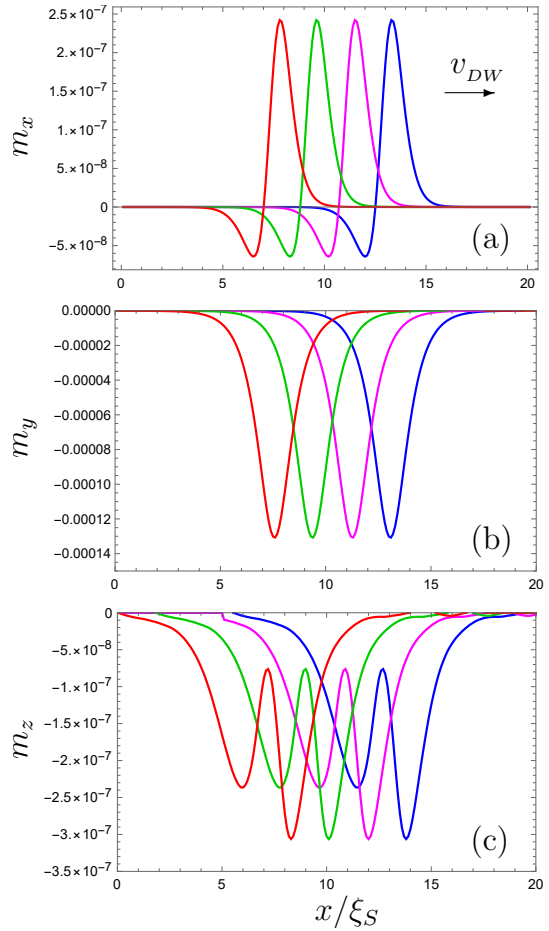 2.5×10⁻⁷
2.×10⁻⁷
1.5×10⁻⁷
1.×10⁻⁷
5.×10⁻⁸
0
-5.×10⁻⁸
m_x
v_{DW}
(a)
0 5 10 15 20
0.00000
-0.00002
-0.00004
-0.00006
-0.00008
-0.00010
-0.00012
-0.00014
m_y
(b)
0 5 10 15 20
0
-5.×10⁻⁸
-1.×10⁻⁷
-1.5×10⁻⁷
-2.×10⁻⁷
-2.5×10⁻⁷
-3.×10⁻⁷
-3.5×10⁻⁷
m_z
(c)
0 5 10 15 20
x/ξ_S